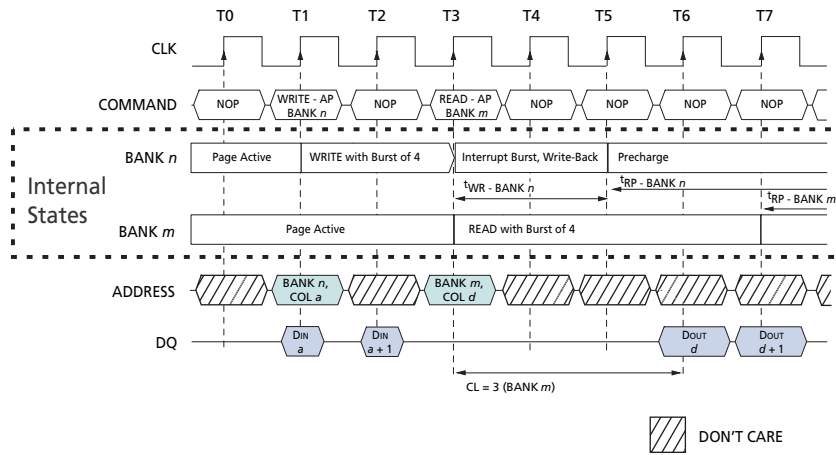 T0 T1 T2 T3 T4 T5 T6 T7
CLK
COMMAND NOP WRITE - AP BANK n NOP READ - AP BANK m NOP NOP NOP NOP
Internal States
BANK n Page Active WRITE with Burst of 4 Interrupt Burst, Write-Back Precharge
tWR - BANK n tRP - BANK n
tRP - BANK m
BANK m Page Active READ with Burst of 4
ADDRESS BANK n, COL a BANK m, COL d
DQ DIN a DIN a + 1 DOUT d DOUT d + 1
CL = 3 (BANK m)
DON'T CARE